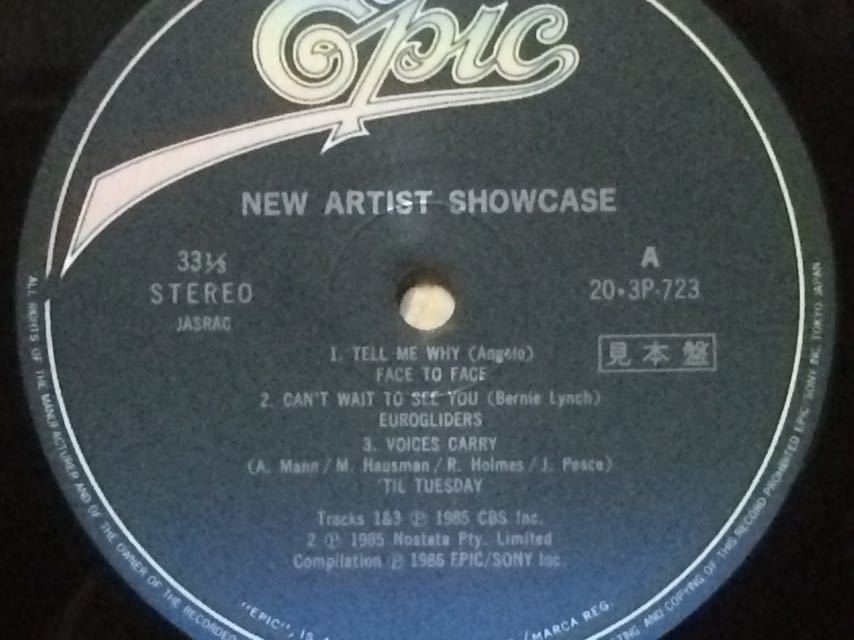 Epic
NEW ARTIST SHOWCASE
33⅓
STEREO
JASRAC
A
20・3P-723
見本盤
1. TELL ME WHY (Angelo)
FACE TO FACE
2. CAN'T WAIT TO SEE YOU (Bernie Lynch)
EUROGLIDERS
3. VOICES CARRY
(A. Mann / M. Hausman / R. Holmes / J. Pesce)
'TIL TUESDAY
Tracks 1&3 Ⓟ 1985 CBS Inc.
2 Ⓟ 1985 Nostata Pty. Limited
Compilation Ⓟ 1985 EPIC/SONY Inc.
ALL RIGHTS OF THE MANUFACTURER AND OF THE OWNER OF THE RECORDED
"EPIC", IS
/MARCA REG.
AND COPYING OF THIS RECORD PROHIBITED EPIC/SONY INC. TOKYO JAPAN